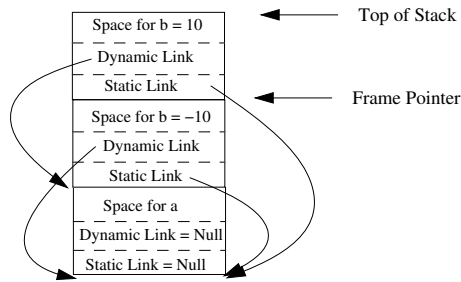 Space for b = 10
Top of Stack
Dynamic Link
Static Link
Frame Pointer
Space for b = −10
Dynamic Link
Static Link
Space for a
Dynamic Link = Null
Static Link = Null